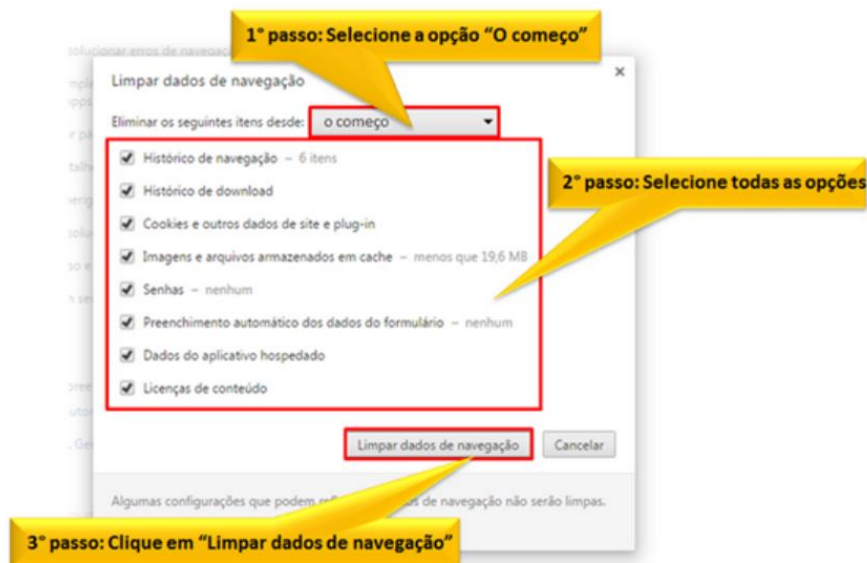 1° passo: Selecione a opção “O começo”
solucionar erros de navegaç
Limpar dados de navegação
×
Eliminar os seguintes itens desde: o começo
Histórico de navegação – 6 itens
Histórico de download
2° passo: Selecione todas as opções
Cookies e outros dados de site e plug-in
Imagens e arquivos armazenados em cache – menos que 19,6 MB
Senhas – nenhum
Preenchimento automático dos dados do formulário – nenhum
Dados do aplicativo hospedado
Licenças de conteúdo
Limpar dados de navegação Cancelar
Algumas configurações que podem de navegação não serão limpas.
3° passo: Clique em “Limpar dados de navegação”